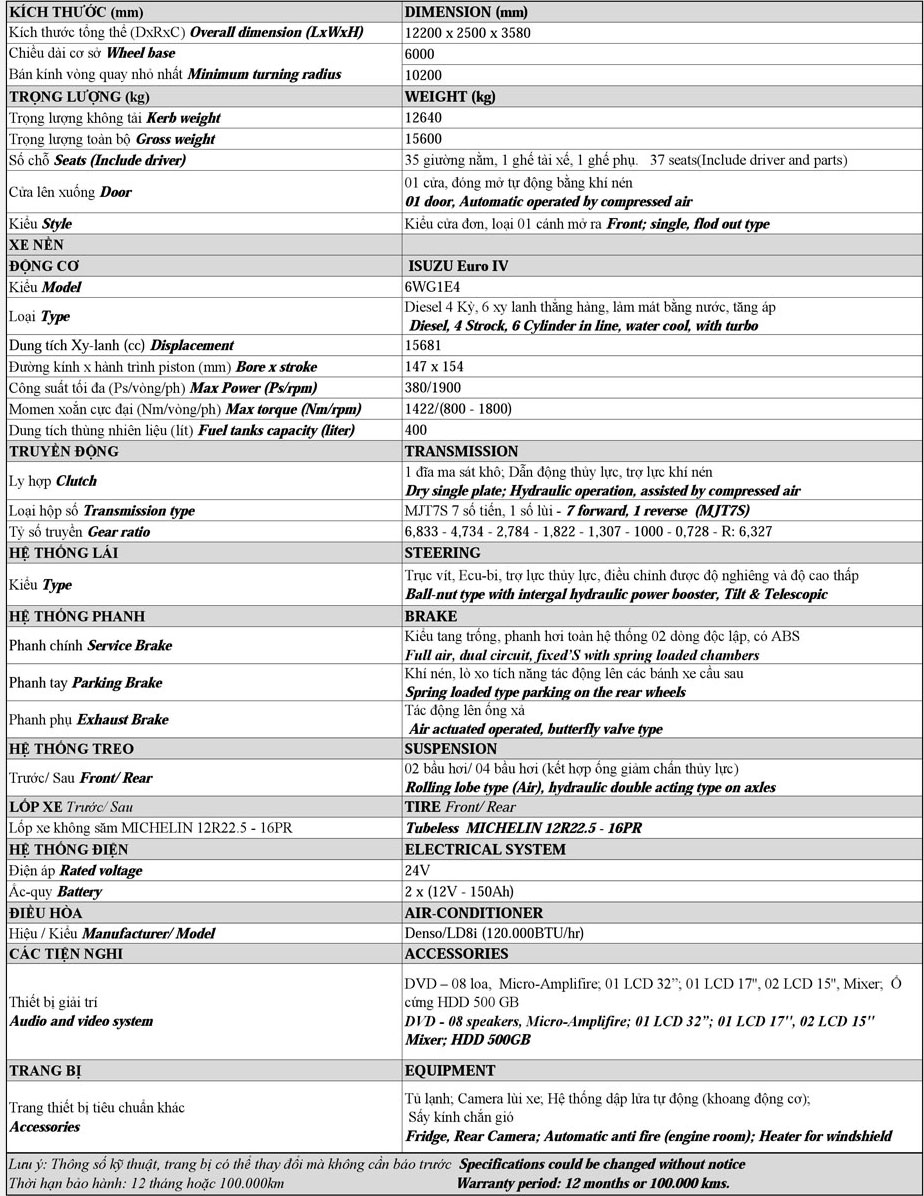 KÍCH THƯỚC (mm) DIMENSION (mm)
Kích thước tổng thể (DxRxC) Overall dimension (LxWxH) 12200 x 2500 x 3580
Chiều dài cơ sở Wheel base 6000
Bán kính vòng quay nhỏ nhất Minimum turning radius 10200
TRỌNG LƯỢNG (kg) WEIGHT (kg)
Trọng lượng không tải Kerb weight 12640
Trọng lượng toàn bộ Gross weight 15600
Số chỗ Seats (Include driver) 35 giường nằm, 1 ghế tài xế, 1 ghế phụ. 37 seats(Include driver and parts)
Cửa lên xuống Door
01 cửa, đóng mở tự động bằng khí nén
01 door, Automatic operated by compressed air
Kiểu Style Kiểu cửa đơn, loại 01 cánh mở ra Front; single, flod out type
XE NỀN
ĐỘNG CƠ ISUZU Euro IV
Kiểu Model 6WG1E4
Loại Type
Diesel 4 Kỳ, 6 xy lanh thẳng hàng, làm mát bằng nước, tăng áp
Diesel, 4 Strock, 6 Cylinder in line, water cool, with turbo
Dung tích Xy-lanh (cc) Displacement 15681
Đường kính x hành trình piston (mm) Bore x stroke 147 x 154
Công suất tối đa (Ps/vòng/ph) Max Power (Ps/rpm) 380/1900
Momen xoắn cực đại (Nm/vòng/ph) Max torque (Nm/rpm) 1422/(800 - 1800)
Dung tích thùng nhiên liệu (lít) Fuel tanks capacity (liter) 400
TRUYỀN ĐỘNG TRANSMISSION
Ly hợp Clutch
1 đĩa ma sát khô; Dẫn động thủy lực, trợ lực khí nén
Dry single plate; Hydraulic operation, assisted by compressed air
Loại hộp số Transmission type MJT7S 7 số tiến, 1 số lùi - 7 forward, 1 reverse (MJT7S)
Tỷ số truyền Gear ratio 6,833 - 4,734 - 2,784 - 1,822 - 1,307 - 1000 - 0,728 - R: 6,327
HỆ THỐNG LÁI STEERING
Kiểu Type
Trục vít, Ecu-bi, trợ lực thủy lực, điều chỉnh được độ nghiêng và độ cao thấp
Ball-nut type with intergal hydraulic power booster, Tilt & Telescopic
HỆ THỐNG PHANH BRAKE
Phanh chính Service Brake
Kiểu tang trống, phanh hơi toàn hệ thống 02 dòng độc lập, có ABS
Full air, dual circuit, fixed’S with spring loaded chambers
Phanh tay Parking Brake
Khí nén, lò xo tích năng tác động lên các bánh xe cầu sau
Spring loaded type parking on the rear wheels
Phanh phụ Exhaust Brake
Tác động lên ống xả
Air actuated operated, butterfly valve type
HỆ THỐNG TREO SUSPENSION
Trước/ Sau Front/ Rear
02 bầu hơi/ 04 bầu hơi (kết hợp ống giảm chấn thủy lực)
Rolling lobe type (Air), hydraulic double acting type on axles
LỐP XE Trước/ Sau TIRE Front/ Rear
Lốp xe không săm MICHELIN 12R22.5 - 16PR Tubeless MICHELIN 12R22.5 - 16PR
HỆ THỐNG ĐIỆN ELECTRICAL SYSTEM
Điện áp Rated voltage 24V
Ắc-quy Battery 2 x (12V - 150Ah)
ĐIỀU HÒA AIR-CONDITIONER
Hiệu / Kiểu Manufacturer/ Model Denso/LD8i (120.000BTU/hr)
CÁC TIỆN NGHI ACCESSORIES
Thiết bị giải trí
Audio and video system
DVD – 08 loa, Micro-Amplifire; 01 LCD 32”; 01 LCD 17", 02 LCD 15", Mixer; Ổ
cứng HDD 500 GB
DVD - 08 speakers, Micro-Amplifire; 01 LCD 32”; 01 LCD 17", 02 LCD 15"
Mixer; HDD 500GB
TRANG BỊ EQUIPMENT
Trang thiết bị tiêu chuẩn khác
Accessories
Tủ lạnh; Camera lùi xe; Hệ thống dập lửa tự động (khoang động cơ);
Sấy kính chắn gió
Fridge, Rear Camera; Automatic anti fire (engine room); Heater for windshield
Lưu ý: Thông số kỹ thuật, trang bị có thể thay đổi mà không cần báo trước Specifications could be changed without notice
Thời hạn bảo hành: 12 tháng hoặc 100.000km Warranty period: 12 months or 100.000 kms.